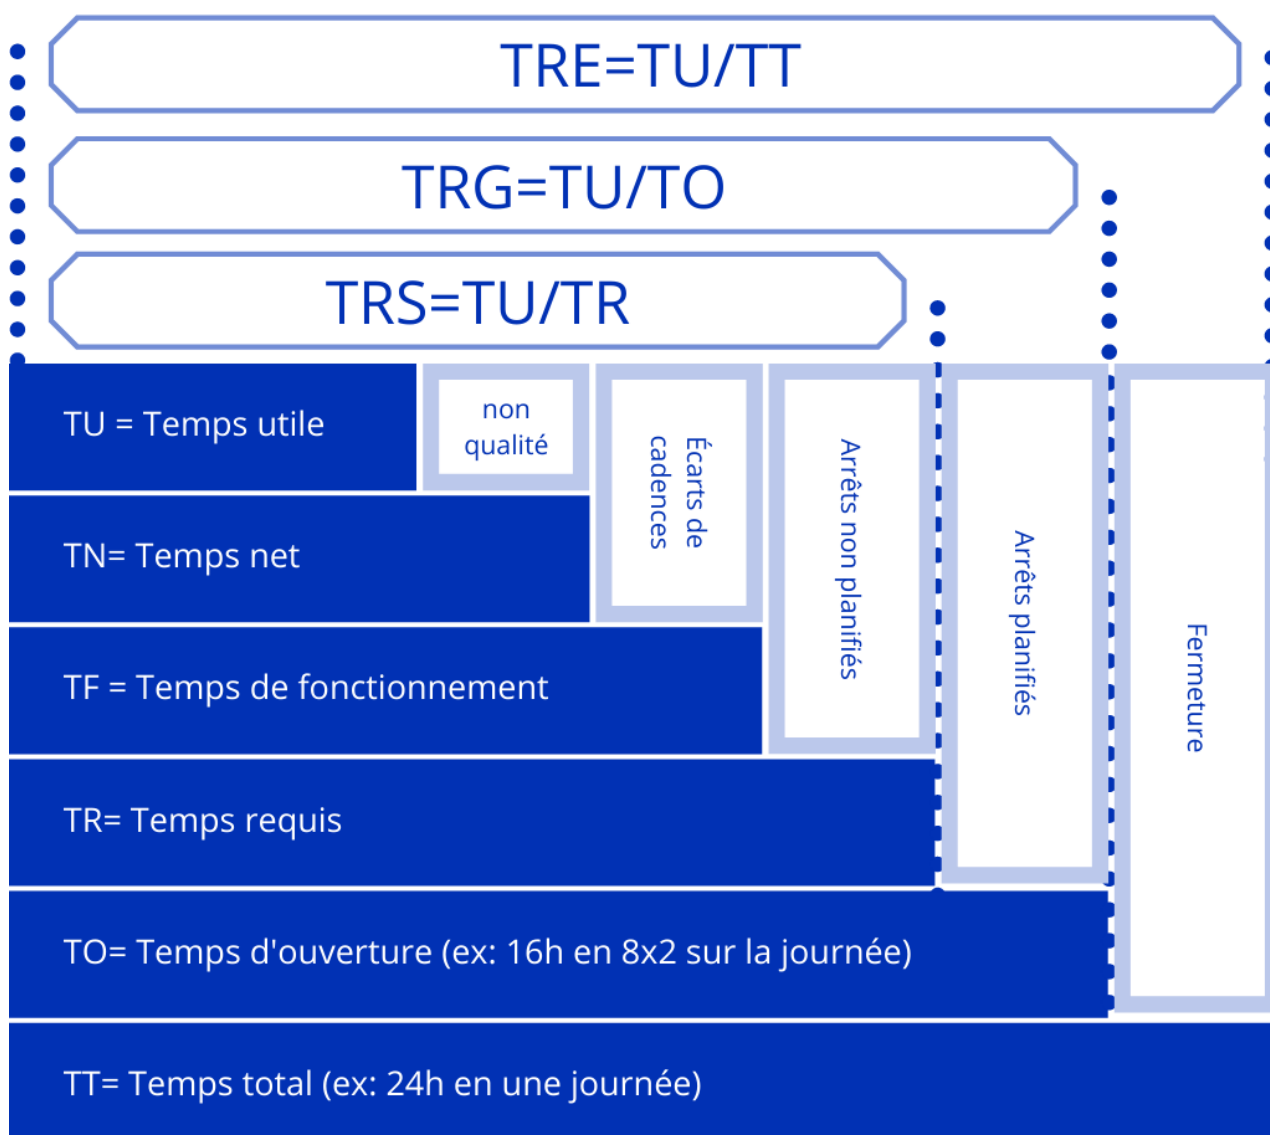 TRE=TU/TT
TRG=TU/TO
TRS=TU/TR
TU = Temps utile
non
qualité
Écarts de
cadences
Arrêts non planifiés
Arrêts planifiés
Fermeture
TN= Temps net
TF = Temps de fonctionnement
TR= Temps requis
TO= Temps d'ouverture (ex: 16h en 8x2 sur la journée)
TT= Temps total (ex: 24h en une journée)